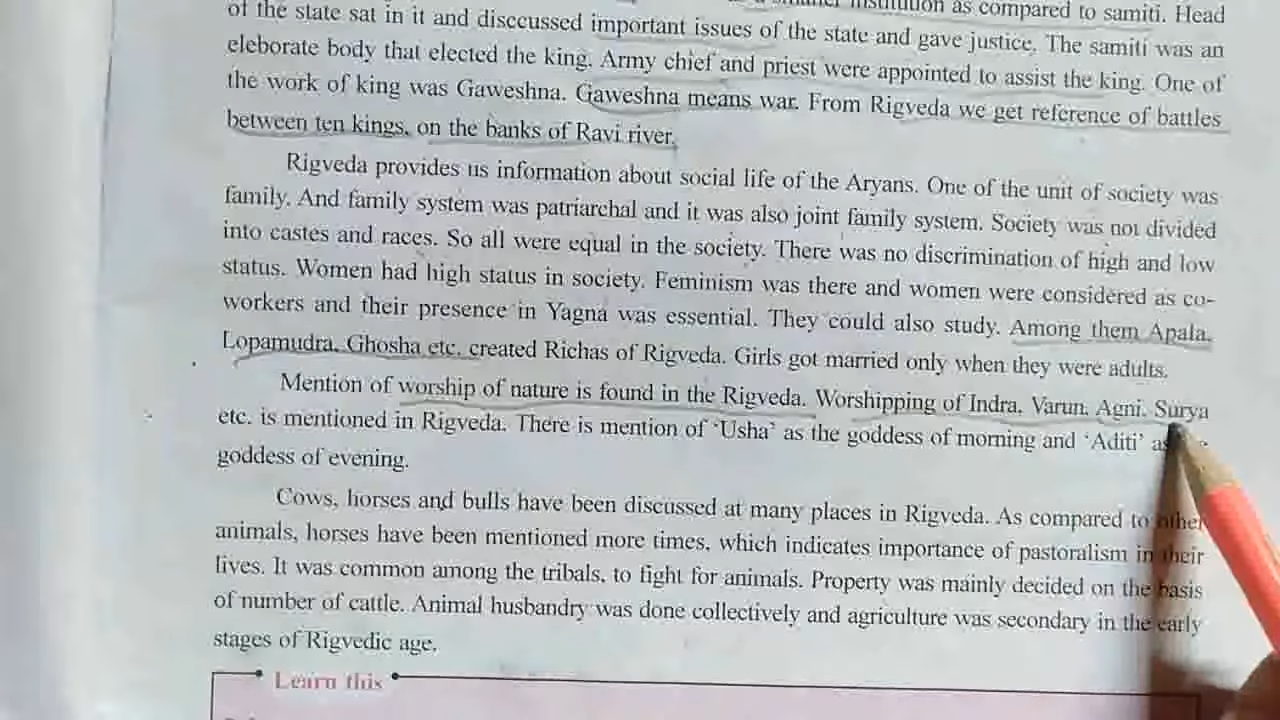 institution as compared to samiti. Head
of the state sat in it and disccussed important issues of the state and gave justice. The samiti was an
eleborate body that elected the king. Army chief and priest were appointed to assist the king. One of
the work of king was Gaweshna. Gaweshna means war. From Rigveda we get reference of battles
between ten kings, on the banks of Ravi river.
Rigveda provides us information about social life of the Aryans. One of the unit of society was
family. And family system was patriarchal and it was also joint family system. Society was not divided
into castes and races. So all were equal in the society. There was no discrimination of high and low
status. Women had high status in society. Feminism was there and women were considered as co-
workers and their presence in Yagna was essential. They could also study. Among them Apala,
Lopamudra, Ghosha etc. created Richas of Rigveda. Girls got married only when they were adults.
Mention of worship of nature is found in the Rigveda. Worshipping of Indra, Varun, Agni, Surya
etc. is mentioned in Rigveda. There is mention of ‘Usha’ as the goddess of morning and ‘Aditi’ as
goddess of evening.
Cows, horses and bulls have been discussed at many places in Rigveda. As compared to other
animals, horses have been mentioned more times, which indicates importance of pastoralism in their
lives. It was common among the tribals, to fight for animals. Property was mainly decided on the basis
of number of cattle. Animal husbandry was done collectively and agriculture was secondary in the early
stages of Rigvedic age.
Learn this